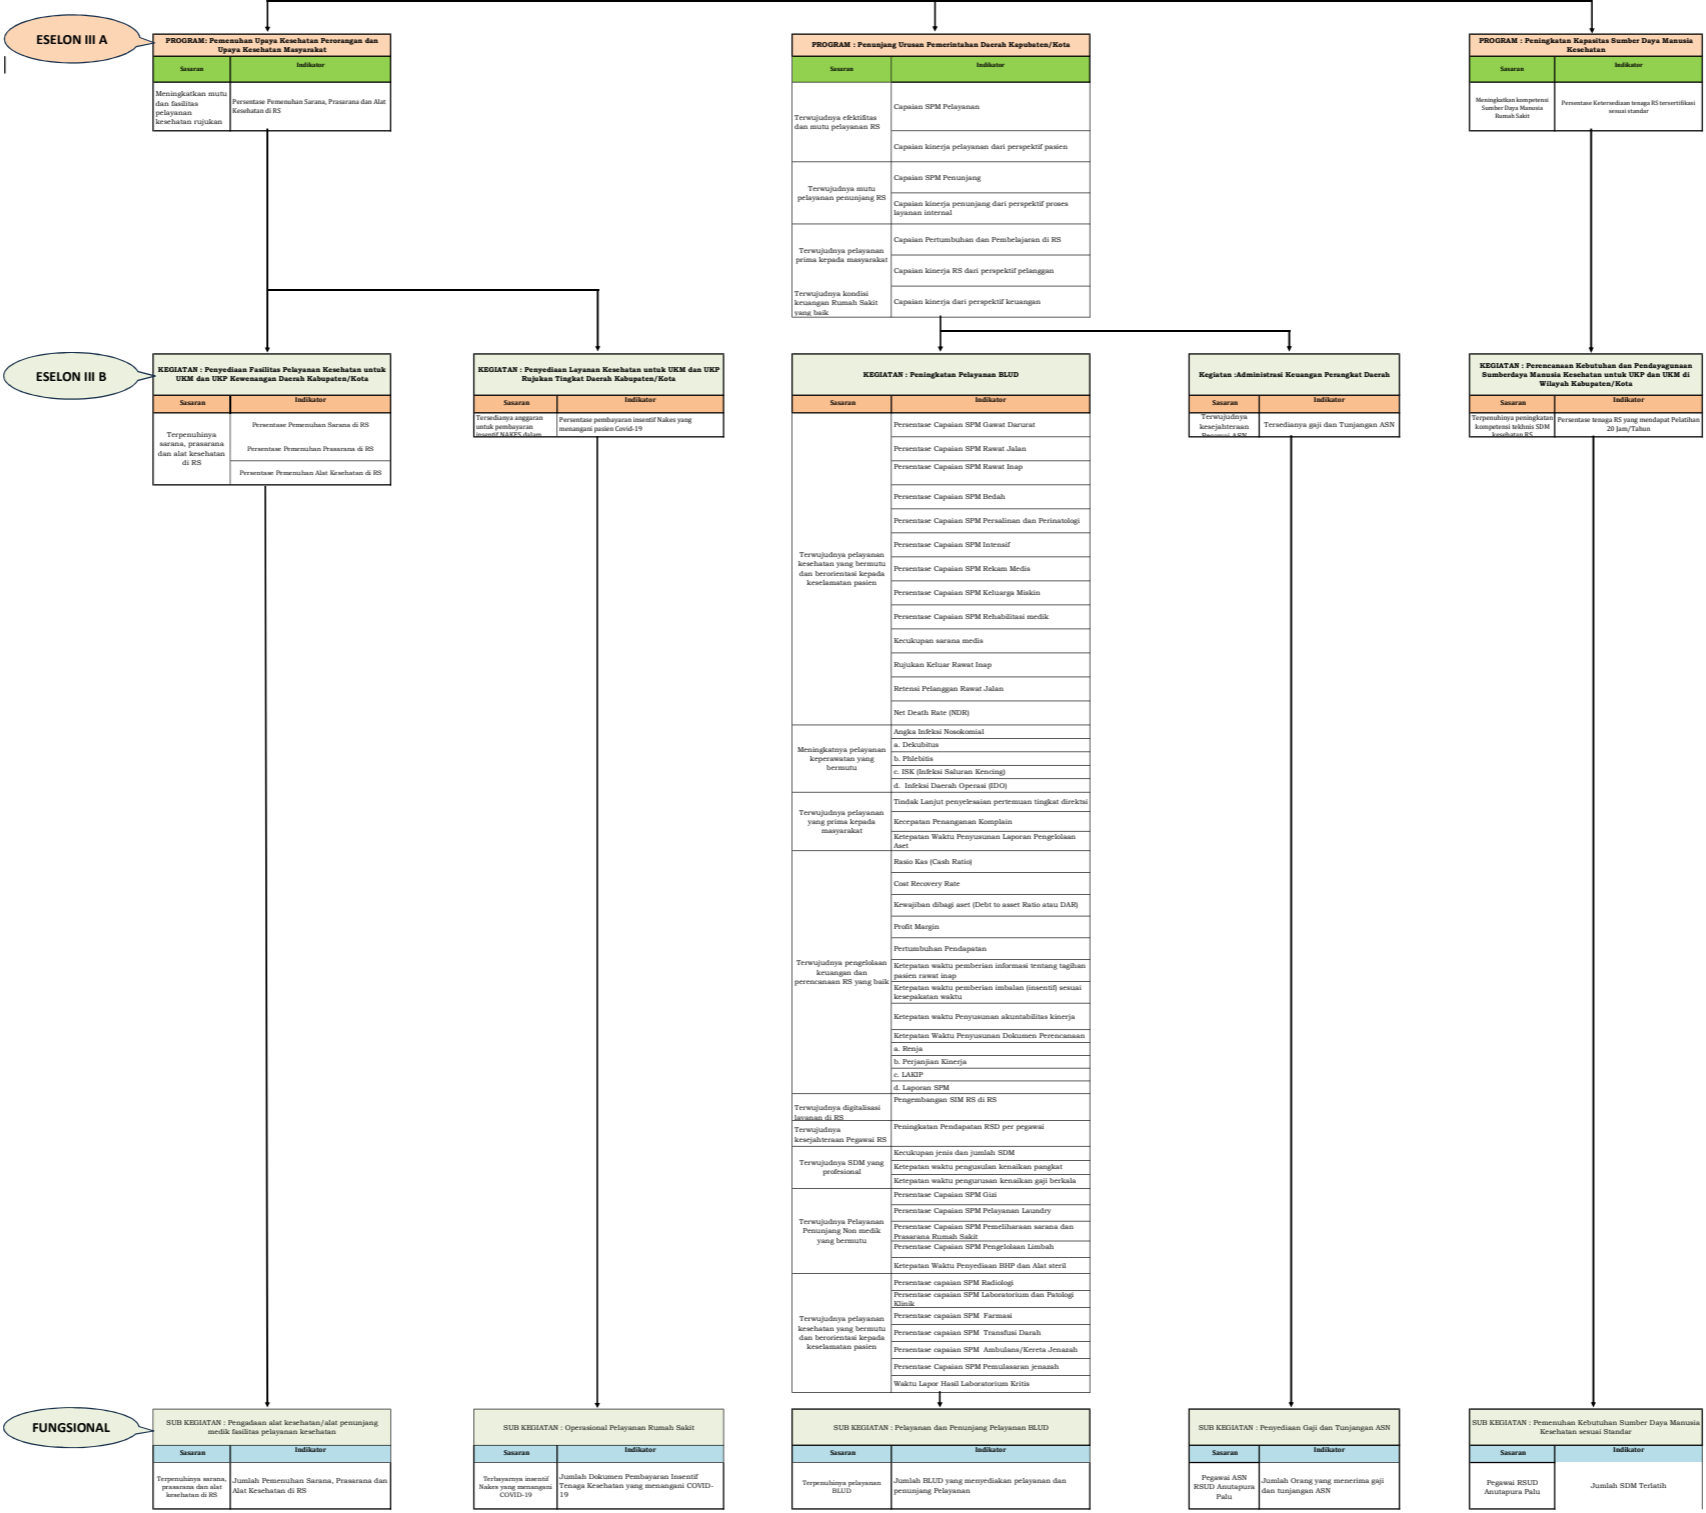 ESELON III A
PROGRAM: Pemenuhan Upaya Kesehatan Perorangan dan
Upaya Kesehatan Masyarakat
Sasaran
Indikator
Meningkatkan mutu
dan fasilitas
pelayanan
kesehatan rujukan
Persentase Pemenuhan Sarana, Prasarana dan Alat
Kesehatan di RS
PROGRAM : Penunjang Urusan Pemerintahan Daerah Kapubaten/Kota
Sasaran
Indikator
Terwujudnya efektifitas
dan mutu pelayanan RS
Capaian SPM Pelayanan
Capaian kinerja pelayanan dari perspektif pasien
Terwujudnya mutu
pelayanan penunjang RS
Capaian SPM Penunjang
Capaian kinerja penunjang dari perspektif proses
layanan internal
Terwujudnya pelayanan
prima kepada masyarakat
Capaian Pertumbuhan dan Pembelajaran di RS
Capaian kinerja RS dari perspektif pelanggan
Terwujudnya kondisi
keuangan Rumah Sakit
yang baik
Capaian kinerja dari perspektif keuangan
PROGRAM : Peningkatan Kapasitas Sumber Daya Manusia
Kesehatan
Sasaran
Indikator
Meningkatkan kompetensi
Sumber Daya Manusia
Rumah Sakit
Persentase Ketersediaan tenaga RS tersertifikasi
sesuai standar
ESELON III B
KEGIATAN : Penyediaan Fasilitas Pelayanan Kesehatan untuk
UKM dan UKP Kewenangan Daerah Kabupaten/Kota
Sasaran
Indikator
Terpenuhinya
sarana, prasarana
dan alat kesehatan
di RS
Persentase Pemenuhan Sarana di RS
Persentase Pemenuhan Prasarana di RS
Persentase Pemenuhan Alat Kesehatan di RS
KEGIATAN : Penyediaan Layanan Kesehatan untuk UKM dan UKP
Rujukan Tingkat Daerah Kabupaten/Kota
Sasaran
Indikator
Tersedianya anggaran
untuk pembayaran
insentif NAKES dalam
Persentase pembayaran insentif Nakes yang
menangani pasien Covid-19
KEGIATAN : Peningkatan Pelayanan BLUD
Sasaran
Indikator
Terwujudnya pelayanan
kesehatan yang bermutu
dan berorientasi kepada
keselamatan pasien
Persentase Capaian SPM Gawat Darurat
Persentase Capaian SPM Rawat Jalan
Persentase Capaian SPM Rawat Inap
Persentase Capaian SPM Bedah
Persentase Capaian SPM Persalinan dan Perinatologi
Persentase Capaian SPM Intensif
Persentase Capaian SPM Rekam Medis
Persentase Capaian SPM Keluarga Miskin
Persentase Capaian SPM Rehabilitasi medik
Kecukupan sarana medis
Rujukan Keluar Rawat Inap
Retensi Pelanggan Rawat Jalan
Net Death Rate (NDR)
Meningkatnya pelayanan
keperawatan yang
bermutu
Angka Infeksi Nosokomial
a. Dekubitus
b. Phlebitis
c. ISK (Infeksi Saluran Kencing)
d. Infeksi Daerah Operasi (IDO)
Terwujudnya pelayanan
yang prima kepada
masyarakat
Tindak Lanjut penyelesaian pertemuan tingkat direktsi
Kecepatan Penanganan Komplain
Ketepatan Waktu Penyusunan Laporan Pengelolaan
Aset
Terwujudnya pengelolaan
keuangan dan
perencanaan RS yang baik
Rasio Kas (Cash Ratio)
Cost Recovery Rate
Kewajiban dibagi aset (Debt to asset Ratio atau DAR)
Profit Margin
Pertumbuhan Pendapatan
Ketepatan waktu pemberian informasi tentang tagihan
pasien rawat inap
Ketepatan waktu pemberian imbalan (insentif) sesuai
kesepakatan waktu
Ketepatan waktu Penyusunan akuntabilitas kinerja
Ketepatan Waktu Penyusunan Dokumen Perencanaan
a. Renja
b. Perjanjian Kinerja
c. LAKIP
d. Laporan SPM
Terwujudnya digitalisasi
layanan di RS
Pengembangan SIM RS di RS
Terwujudnya
kesejahteraan Pegawai RS
Peningkatan Pendapatan RSD per pegawai
Terwujudnya SDM yang
profesional
Kecukupan jenis dan jumlah SDM
Ketepatan waktu pengusulan kenaikan pangkat
Ketepatan waktu pengurusan kenaikan gaji berkala
Terwujudnya Pelayanan
Penunjang Non medik
yang bermutu
Persentase Capaian SPM Gizi
Persentase Capaian SPM Pelayanan Laundry
Persentase Capaian SPM Pemeliharaan sarana dan
Prasarana Rumah Sakit
Persentase Capaian SPM Pengelolaan Limbah
Ketepatan Waktu Penyediaan BHP dan Alat steril
Terwujudnya pelayanan
kesehatan yang bermutu
dan berorientasi kepada
keselamatan pasien
Persentase capaian SPM Radiologi
Persentase capaian SPM Laboratorium dan Patologi
Klinik
Persentase capaian SPM Farmasi
Persentase capaian SPM Transfusi Darah
Persentase capaian SPM Ambulans/Kereta Jenazah
Persentase Capaian SPM Pemulasaran jenazah
Waktu Lapor Hasil Laboratorium Kritis
Kegiatan :Administrasi Keuangan Perangkat Daerah
Sasaran
Indikator
Terwujudnya
kesejahteraan
Pegawai ASN
Tersedianya gaji dan Tunjangan ASN
KEGIATAN : Perencanaan Kebutuhan dan Pendayagunaan
Sumberdaya Manusia Kesehatan untuk UKP dan UKM di
Wilayah Kabupaten/Kota
Sasaran
Indikator
Terpenuhinya peningkatan
kompetensi tekhnis SDM
kesehatan RS
Persentase tenaga RS yang mendapat Pelatihan
20 Jam/Tahun
FUNGSIONAL
SUB KEGIATAN : Pengadaan alat kesehatan/alat penunjang
medik fasilitas pelayanan kesehatan
Sasaran
Indikator
Terpenuhinya sarana,
prasarana dan alat
kesehatan di RS
Jumlah Pemenuhan Sarana, Prasarana dan
Alat Kesehatan di RS
SUB KEGIATAN : Operasional Pelayanan Rumah Sakit
Sasaran
Indikator
Terbayarnya insentif
Nakes yang menangani
COVID-19
Jumlah Dokumen Pembayaran Insentif
Tenaga Kesehatan yang menangani COVID-
19
SUB KEGIATAN : Pelayanan dan Penunjang Pelayanan BLUD
Sasaran
Indikator
Terpenuhinya pelayanan
BLUD
Jumlah BLUD yang menyediakan pelayanan dan
penunjang Pelayanan
SUB KEGIATAN : Penyediaan Gaji dan Tunjangan ASN
Sasaran
Indikator
Pegawai ASN
RSUD Anutapura
Palu
Jumlah Orang yang menerima gaji
dan tunjangan ASN
SUB KEGIATAN : Pemenuhan Kebutuhan Sumber Daya Manusia
Kesehatan sesuai Standar
Sasaran
Indikator
Pegawai RSUD
Anutapura Palu
Jumlah SDM Terlatih